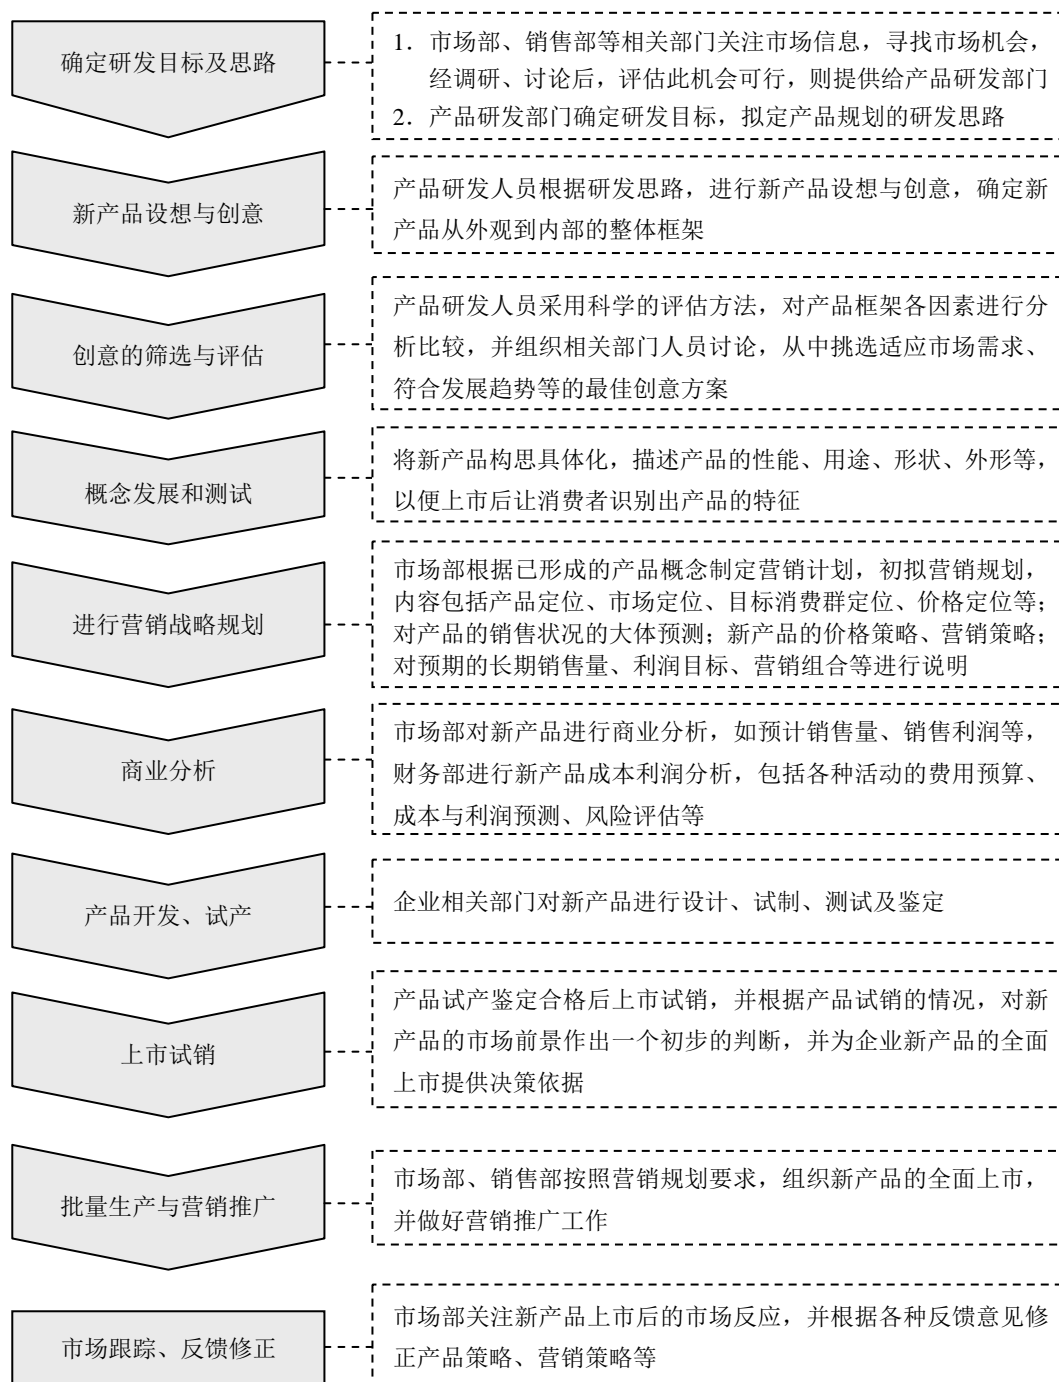 确定研发目标及思路
1．市场部、销售部等相关部门关注市场信息，寻找市场机会，
经调研、讨论后，评估此机会可行，则提供给产品研发部门
2．产品研发部门确定研发目标，拟定产品规划的研发思路
新产品设想与创意
产品研发人员根据研发思路，进行新产品设想与创意，确定新
产品从外观到内部的整体框架
创意的筛选与评估
产品研发人员采用科学的评估方法，对产品框架各因素进行分
析比较，并组织相关部门人员讨论，从中挑选适应市场需求、
符合发展趋势等的最佳创意方案
概念发展和测试
将新产品构思具体化，描述产品的性能、用途、形状、外形等，
以便上市后让消费者识别出产品的特征
进行营销战略规划
市场部根据已形成的产品概念制定营销计划，初拟营销规划，
内容包括产品定位、市场定位、目标消费群定位、价格定位等；
对产品的销售状况的大体预测；新产品的价格策略、营销策略；
对预期的长期销售量、利润目标、营销组合等进行说明
商业分析
市场部对新产品进行商业分析，如预计销售量、销售利润等，
财务部进行新产品成本利润分析，包括各种活动的费用预算、
成本与利润预测、风险评估等
产品开发、试产
企业相关部门对新产品进行设计、试制、测试及鉴定
上市试销
产品试产鉴定合格后上市试销，并根据产品试销的情况，对新
产品的市场前景作出一个初步的判断，并为企业新产品的全面
上市提供决策依据
批量生产与营销推广
市场部、销售部按照营销规划要求，组织新产品的全面上市，
并做好营销推广工作
市场跟踪、反馈修正
市场部关注新产品上市后的市场反应，并根据各种反馈意见修
正产品策略、营销策略等